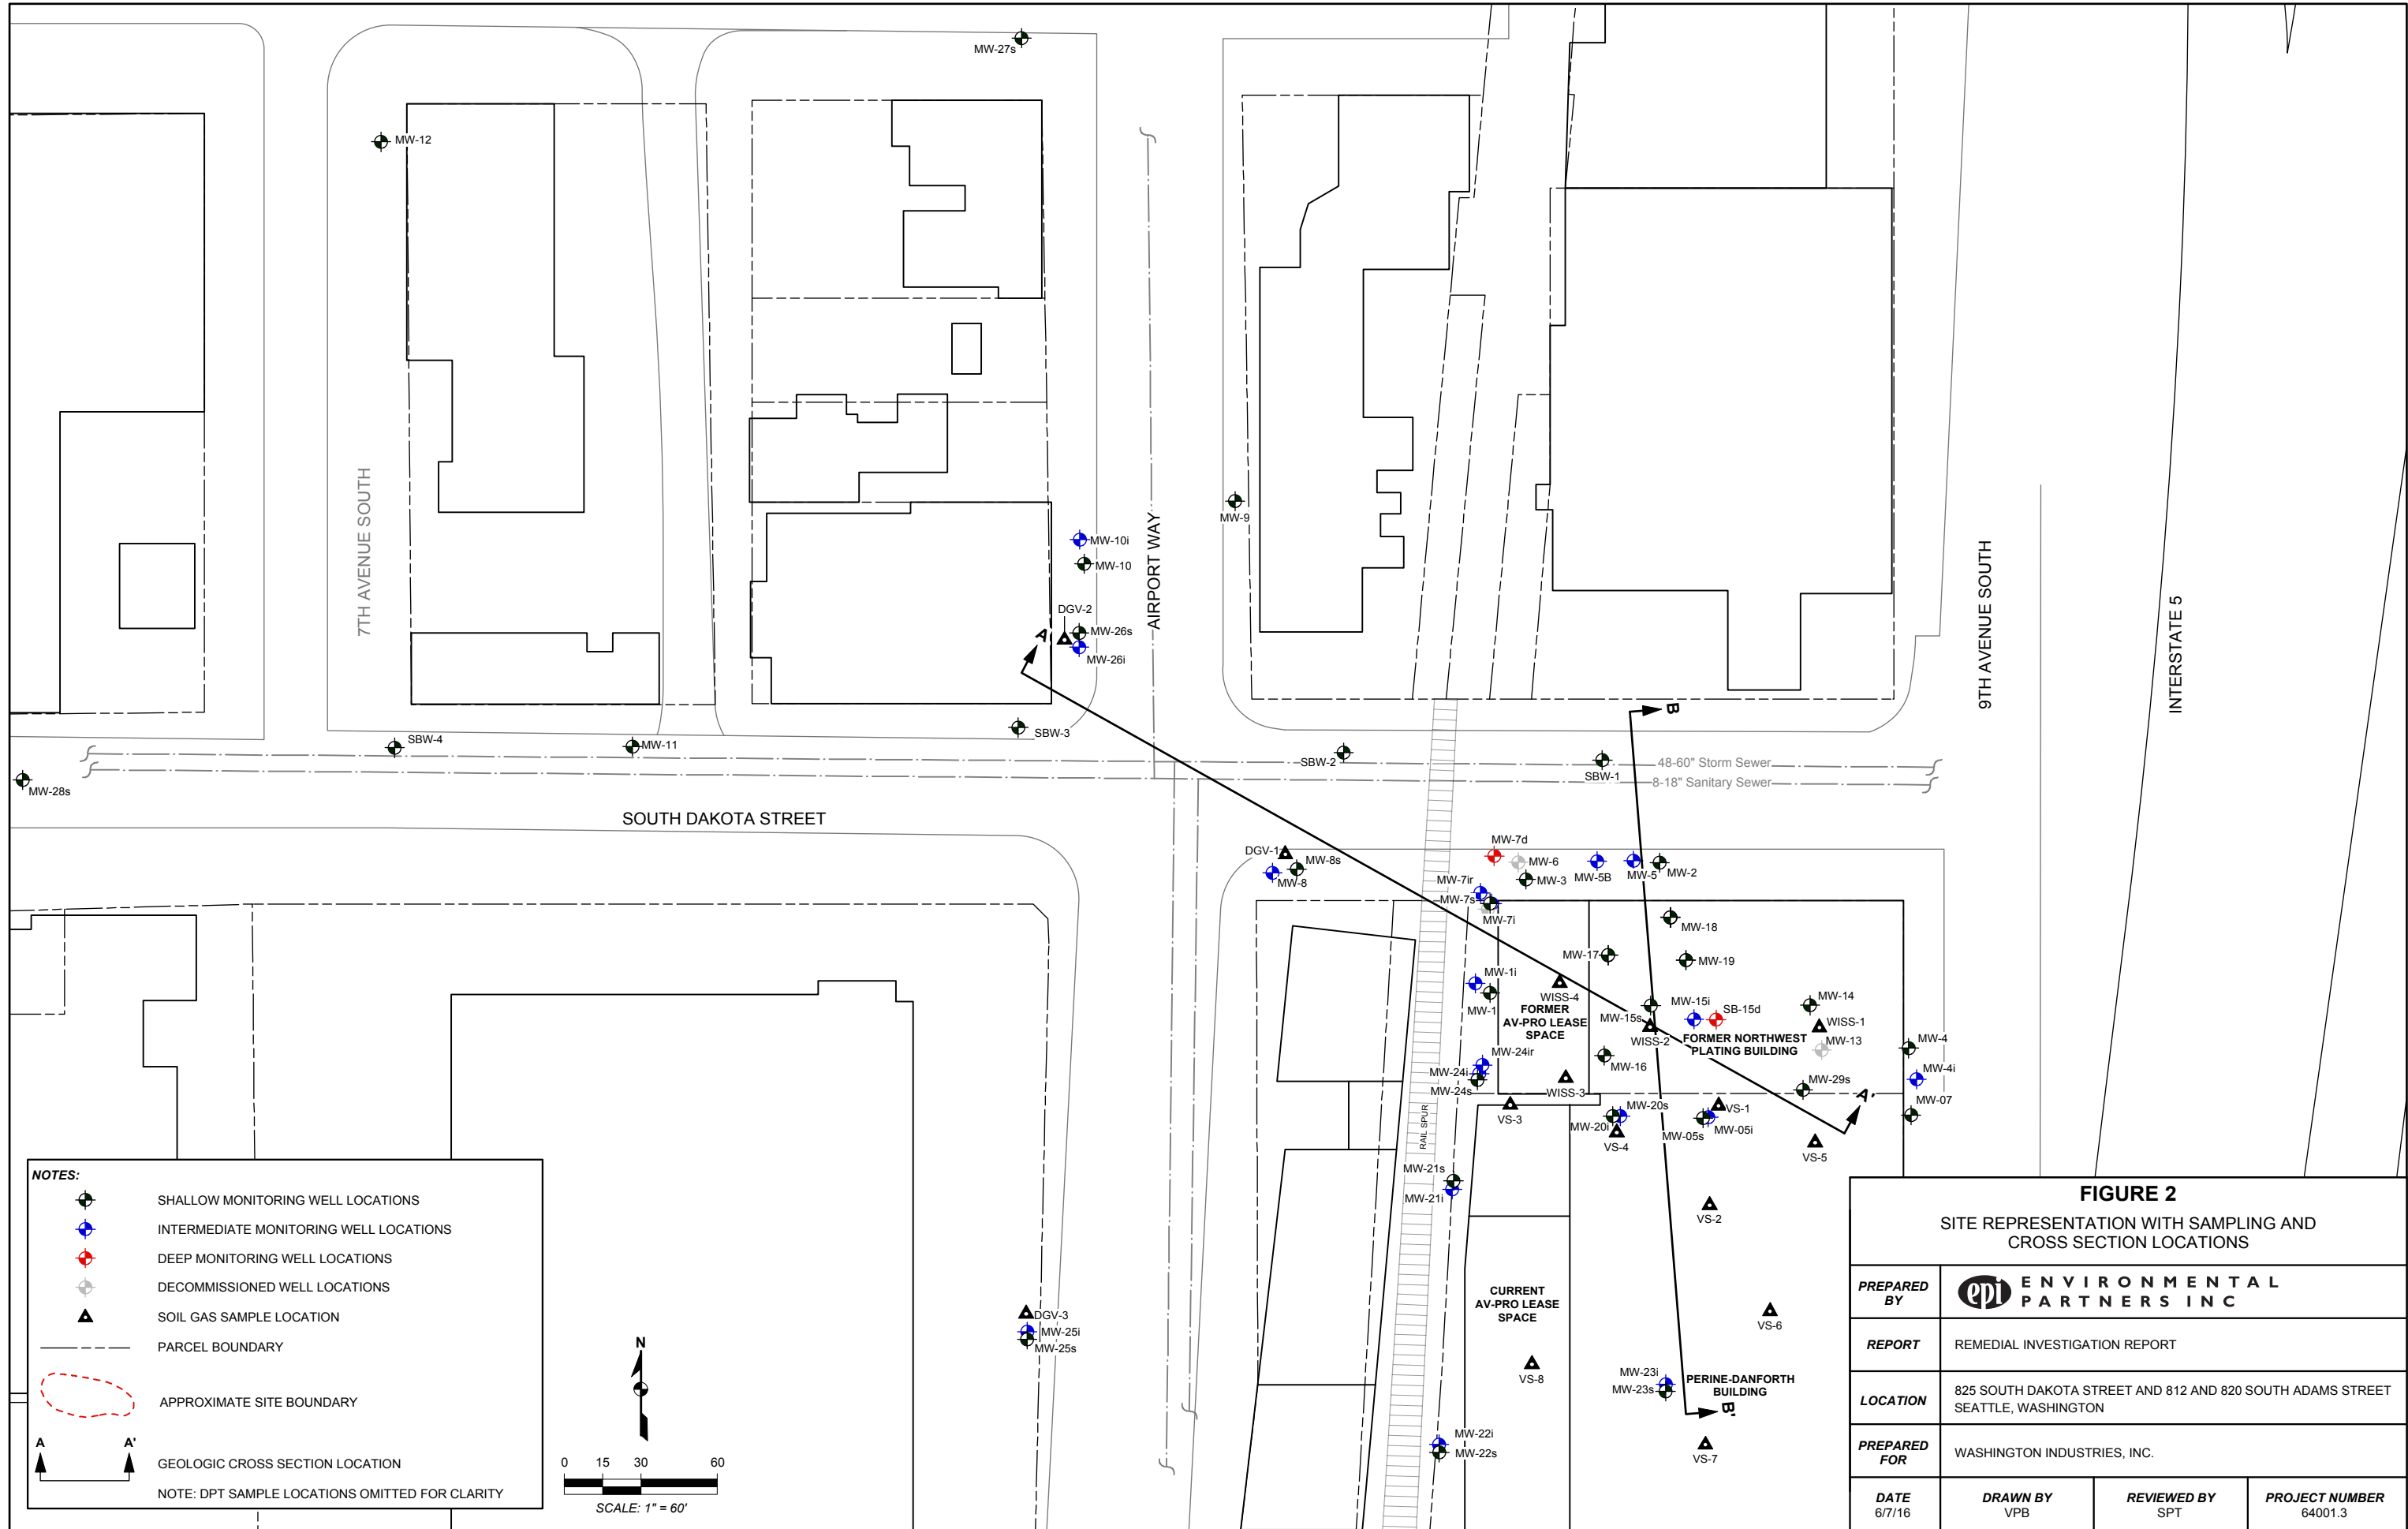 MW-27s
MW-12
7TH AVENUE SOUTH
AIRPORT WAY
9TH AVENUE SOUTH
INTERSTATE 5
MW-9
MW-10i
MW-10
DGV-2
MW-26s
MW-26i
A
B
SBW-4
MW-11
SBW-3
SBW-2
SBW-1
48-60" Storm Sewer
8-18" Sanitary Sewer
MW-28s
SOUTH DAKOTA STREET
DGV-1
MW-8s
MW-8
MW-7d
MW-6
MW-3
MW-5B
MW-5
MW-2
MW-7ir
MW-7s
MW-7i
MW-18
MW-17
MW-19
MW-1i
MW-1
WISS-4
FORMER
AV-PRO LEASE
SPACE
MW-15s
MW-15i
SB-15d
WISS-2
FORMER NORTHWEST
PLATING BUILDING
MW-14
WISS-1
MW-13
MW-4
MW-4i
MW-07
MW-16
MW-24ir
MW-24i
MW-24s
WISS-3
MW-29s
A'
VS-3
MW-20s
MW-20i
VS-4
VS-1
MW-05s
MW-05i
VS-5
RAIL SPUR
MW-21s
MW-21i
VS-2
CURRENT
AV-PRO LEASE
SPACE
VS-6
VS-8
MW-23i
MW-23s
PERINE-DANFORTH
BUILDING
B'
VS-7
MW-22i
MW-22s
DGV-3
MW-25i
MW-25s
NOTES:
SHALLOW MONITORING WELL LOCATIONS
INTERMEDIATE MONITORING WELL LOCATIONS
DEEP MONITORING WELL LOCATIONS
DECOMMISSIONED WELL LOCATIONS
SOIL GAS SAMPLE LOCATION
PARCEL BOUNDARY
APPROXIMATE SITE BOUNDARY
A A'
GEOLOGIC CROSS SECTION LOCATION
NOTE: DPT SAMPLE LOCATIONS OMITTED FOR CLARITY
N
0 15 30 60
SCALE: 1" = 60'
FIGURE 2
SITE REPRESENTATION WITH SAMPLING AND
CROSS SECTION LOCATIONS
PREPARED
BY
epi ENVIRONMENTAL
PARTNERS INC
REPORT
REMEDIAL INVESTIGATION REPORT
LOCATION
825 SOUTH DAKOTA STREET AND 812 AND 820 SOUTH ADAMS STREET
SEATTLE, WASHINGTON
PREPARED
FOR
WASHINGTON INDUSTRIES, INC.
DATE
6/7/16
DRAWN BY
VPB
REVIEWED BY
SPT
PROJECT NUMBER
64001.3